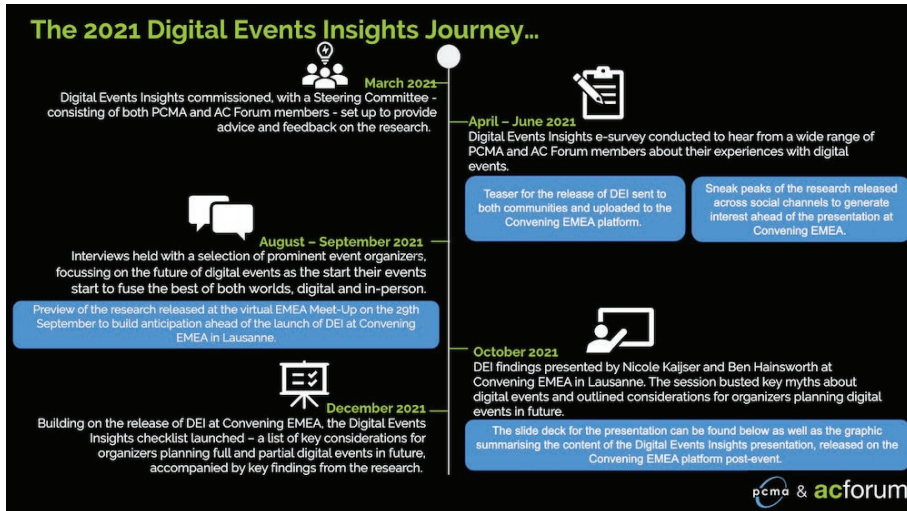 The 2021 Digital Events Insights Journey...
March 2021
Digital Events Insights commissioned, with a Steering Committee -
consisting of both PCMA and AC Forum members - set up to provide
advice and feedback on the research.
April – June 2021
Digital Events Insights e-survey conducted to hear from a wide range of
PCMA and AC Forum members about their experiences with digital
events.
Teaser for the release of DEI sent to
both communities and uploaded to the
Convening EMEA platform.
Sneak peaks of the research released
across social channels to generate
interest ahead of the presentation at
Convening EMEA.
August – September 2021
Interviews held with a selection of prominent event organizers,
focussing on the future of digital events as the start their events
start to fuse the best of both worlds, digital and in-person.
Preview of the research released at the virtual EMEA Meet-Up on the 29th
September to build anticipation ahead of the launch of DEI at Convening
EMEA in Lausanne.
October 2021
DEI findings presented by Nicole Kaijser and Ben Hainsworth at
Convening EMEA in Lausanne. The session busted key myths about
digital events and outlined considerations for organizers planning digital
events in future.
The slide deck for the presentation can be found below as well as the graphic
summarising the content of the Digital Events Insights presentation, released on the
Convening EMEA platform post-event.
December 2021
Building on the release of DEI at Convening EMEA, the Digital Events
Insights checklist launched – a list of key considerations for
organizers planning full and partial digital events in future,
accompanied by key findings from the research.
pcma & acforum